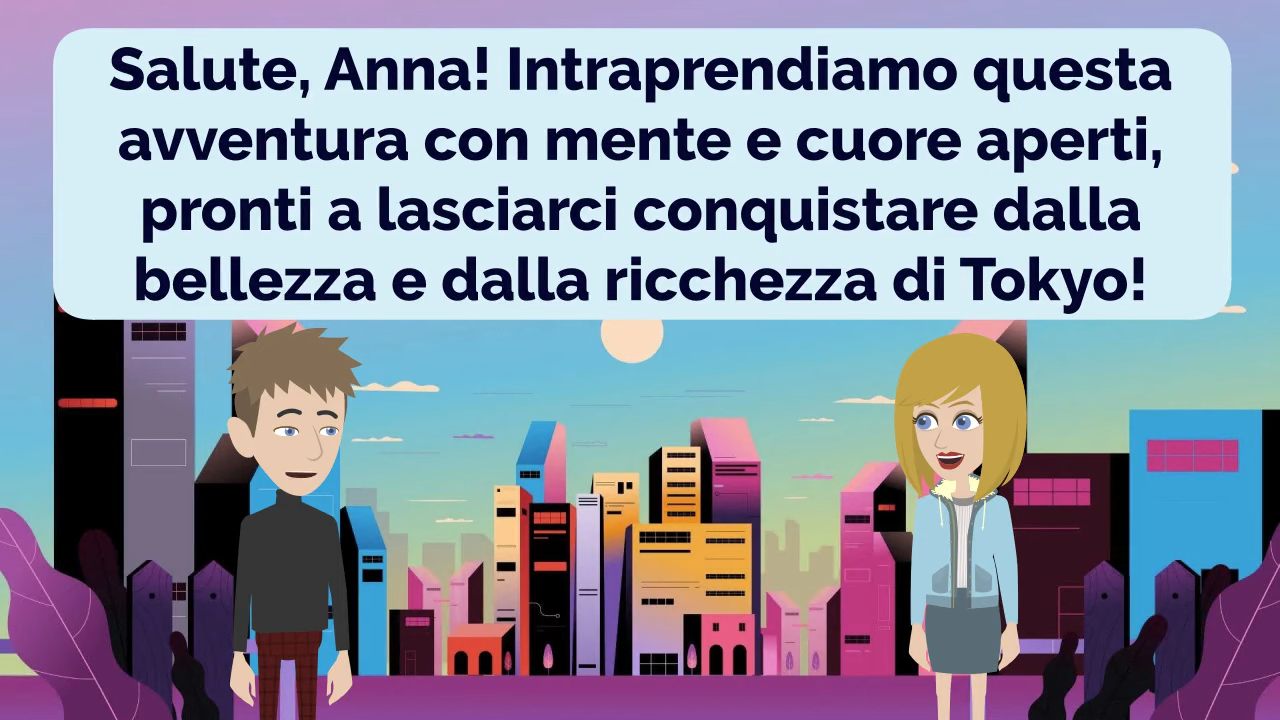 Salute, Anna! Intraprendiamo questa
avventura con mente e cuore aperti,
pronti a lasciarci conquistare dalla
bellezza e dalla ricchezza di Tokyo!